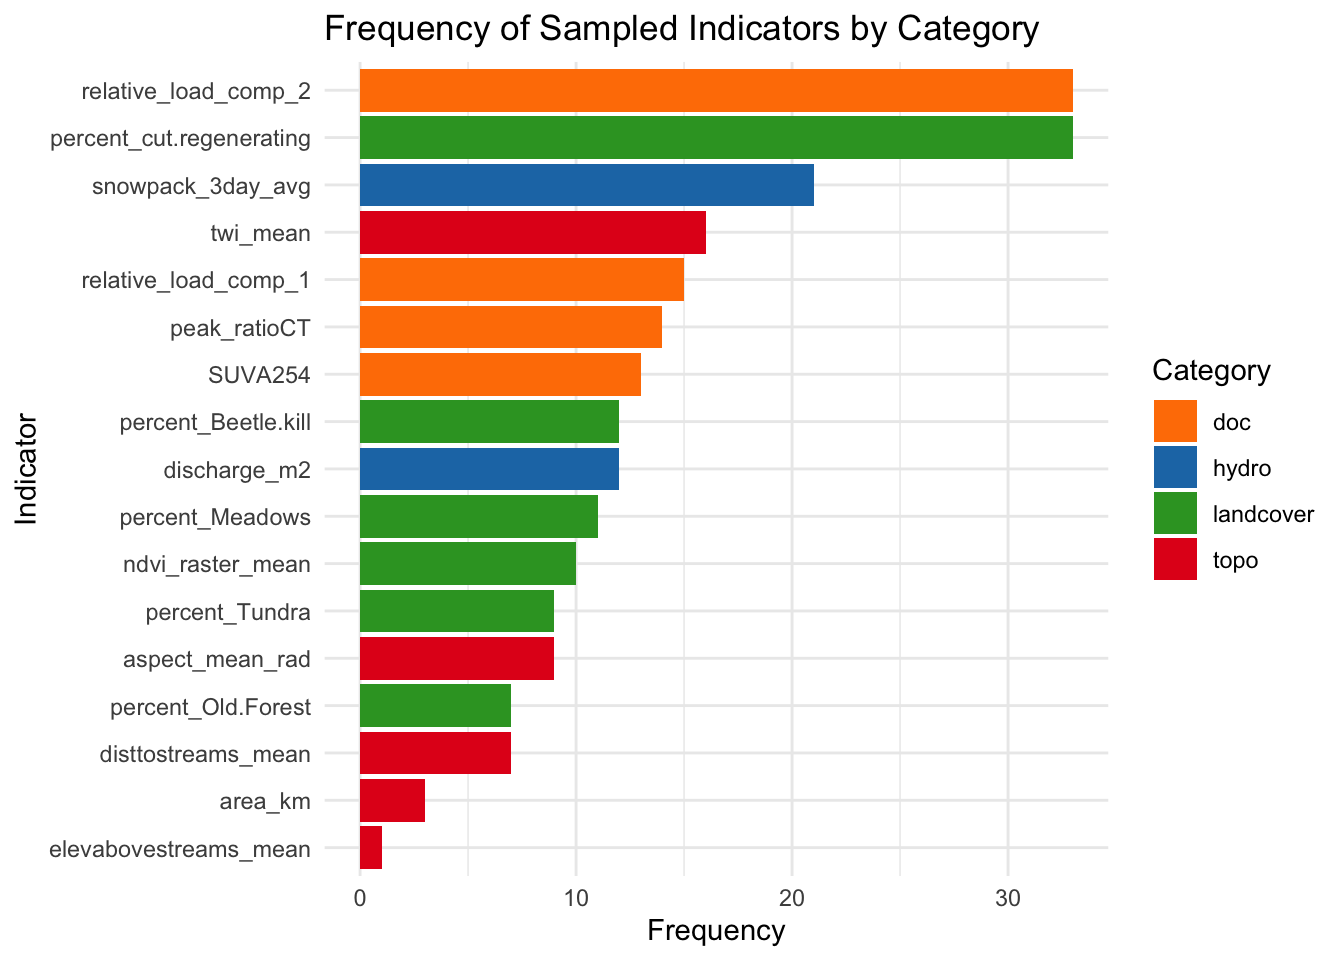 Frequency of Sampled Indicators by Category
Indicator
relative_load_comp_2
percent_cut.regenerating
snowpack_3day_avg
twi_mean
relative_load_comp_1
peak_ratioCT
SUVA254
percent_Beetle.kill
discharge_m2
percent_Meadows
ndvi_raster_mean
percent_Tundra
aspect_mean_rad
percent_Old.Forest
disttostreams_mean
area_km
elevabovestreams_mean
0 10 20 30
Frequency
Category
doc
hydro
landcover
topo